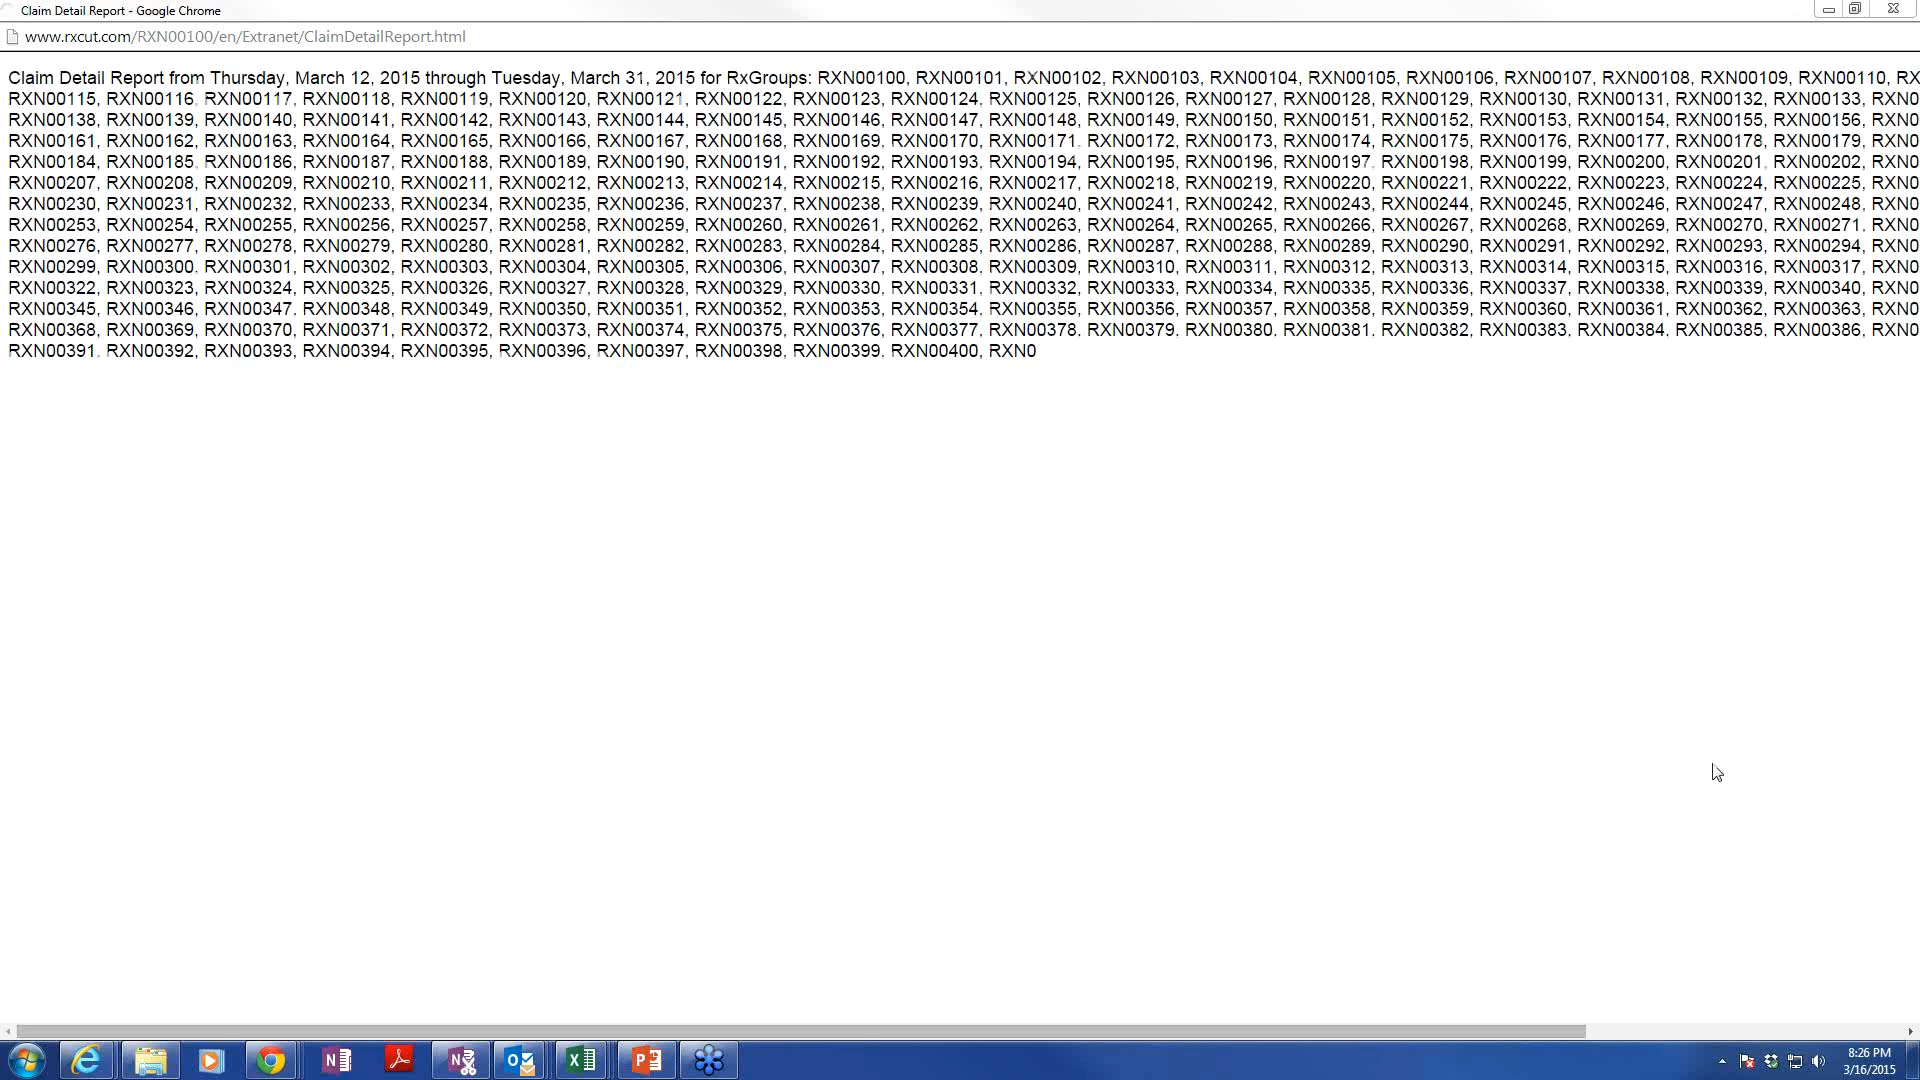 Claim Detail Report - Google Chrome
www.rxcut.com/RXN00100/en/Extranet/ClaimDetailReport.html
Claim Detail Report from Thursday, March 12, 2015 through Tuesday, March 31, 2015 for RxGroups: RXN00100, RXN00101, RXN00102, RXN00103, RXN00104, RXN00105, RXN00106, RXN00107, RXN00108, RXN00109, RXN00110, RX
RXN00115, RXN00116, RXN00117, RXN00118, RXN00119, RXN00120, RXN00121, RXN00122, RXN00123, RXN00124, RXN00125, RXN00126, RXN00127, RXN00128, RXN00129, RXN00130, RXN00131, RXN00132, RXN00133, RXN0
RXN00138, RXN00139, RXN00140, RXN00141, RXN00142, RXN00143, RXN00144, RXN00145, RXN00146, RXN00147, RXN00148, RXN00149, RXN00150, RXN00151, RXN00152, RXN00153, RXN00154, RXN00155, RXN00156, RXN0
RXN00161, RXN00162, RXN00163, RXN00164, RXN00165, RXN00166, RXN00167, RXN00168, RXN00169, RXN00170, RXN00171, RXN00172, RXN00173, RXN00174, RXN00175, RXN00176, RXN00177, RXN00178, RXN00179, RXN0
RXN00184, RXN00185, RXN00186, RXN00187, RXN00188, RXN00189, RXN00190, RXN00191, RXN00192, RXN00193, RXN00194, RXN00195, RXN00196, RXN00197, RXN00198, RXN00199, RXN00200, RXN00201, RXN00202, RXN0
RXN00207, RXN00208, RXN00209, RXN00210, RXN00211, RXN00212, RXN00213, RXN00214, RXN00215, RXN00216, RXN00217, RXN00218, RXN00219, RXN00220, RXN00221, RXN00222, RXN00223, RXN00224, RXN00225, RXN0
RXN00230, RXN00231, RXN00232, RXN00233, RXN00234, RXN00235, RXN00236, RXN00237, RXN00238, RXN00239, RXN00240, RXN00241, RXN00242, RXN00243, RXN00244, RXN00245, RXN00246, RXN00247, RXN00248, RXN0
RXN00253, RXN00254, RXN00255, RXN00256, RXN00257, RXN00258, RXN00259, RXN00260, RXN00261, RXN00262, RXN00263, RXN00264, RXN00265, RXN00266, RXN00267, RXN00268, RXN00269, RXN00270, RXN00271, RXN0
RXN00276, RXN00277, RXN00278, RXN00279, RXN00280, RXN00281, RXN00282, RXN00283, RXN00284, RXN00285, RXN00286, RXN00287, RXN00288, RXN00289, RXN00290, RXN00291, RXN00292, RXN00293, RXN00294, RXN0
RXN00299, RXN00300, RXN00301, RXN00302, RXN00303, RXN00304, RXN00305, RXN00306, RXN00307, RXN00308, RXN00309, RXN00310, RXN00311, RXN00312, RXN00313, RXN00314, RXN00315, RXN00316, RXN00317, RXN0
RXN00322, RXN00323, RXN00324, RXN00325, RXN00326, RXN00327, RXN00328, RXN00329, RXN00330, RXN00331, RXN00332, RXN00333, RXN00334, RXN00335, RXN00336, RXN00337, RXN00338, RXN00339, RXN00340, RXN0
RXN00345, RXN00346, RXN00347, RXN00348, RXN00349, RXN00350, RXN00351, RXN00352, RXN00353, RXN00354, RXN00355, RXN00356, RXN00357, RXN00358, RXN00359, RXN00360, RXN00361, RXN00362, RXN00363, RXN0
RXN00368, RXN00369, RXN00370, RXN00371, RXN00372, RXN00373, RXN00374, RXN00375, RXN00376, RXN00377, RXN00378, RXN00379, RXN00380, RXN00381, RXN00382, RXN00383, RXN00384, RXN00385, RXN00386, RXN0
RXN00391, RXN00392, RXN00393, RXN00394, RXN00395, RXN00396, RXN00397, RXN00398, RXN00399, RXN00400, RXN0
8:26 PM
3/16/2015